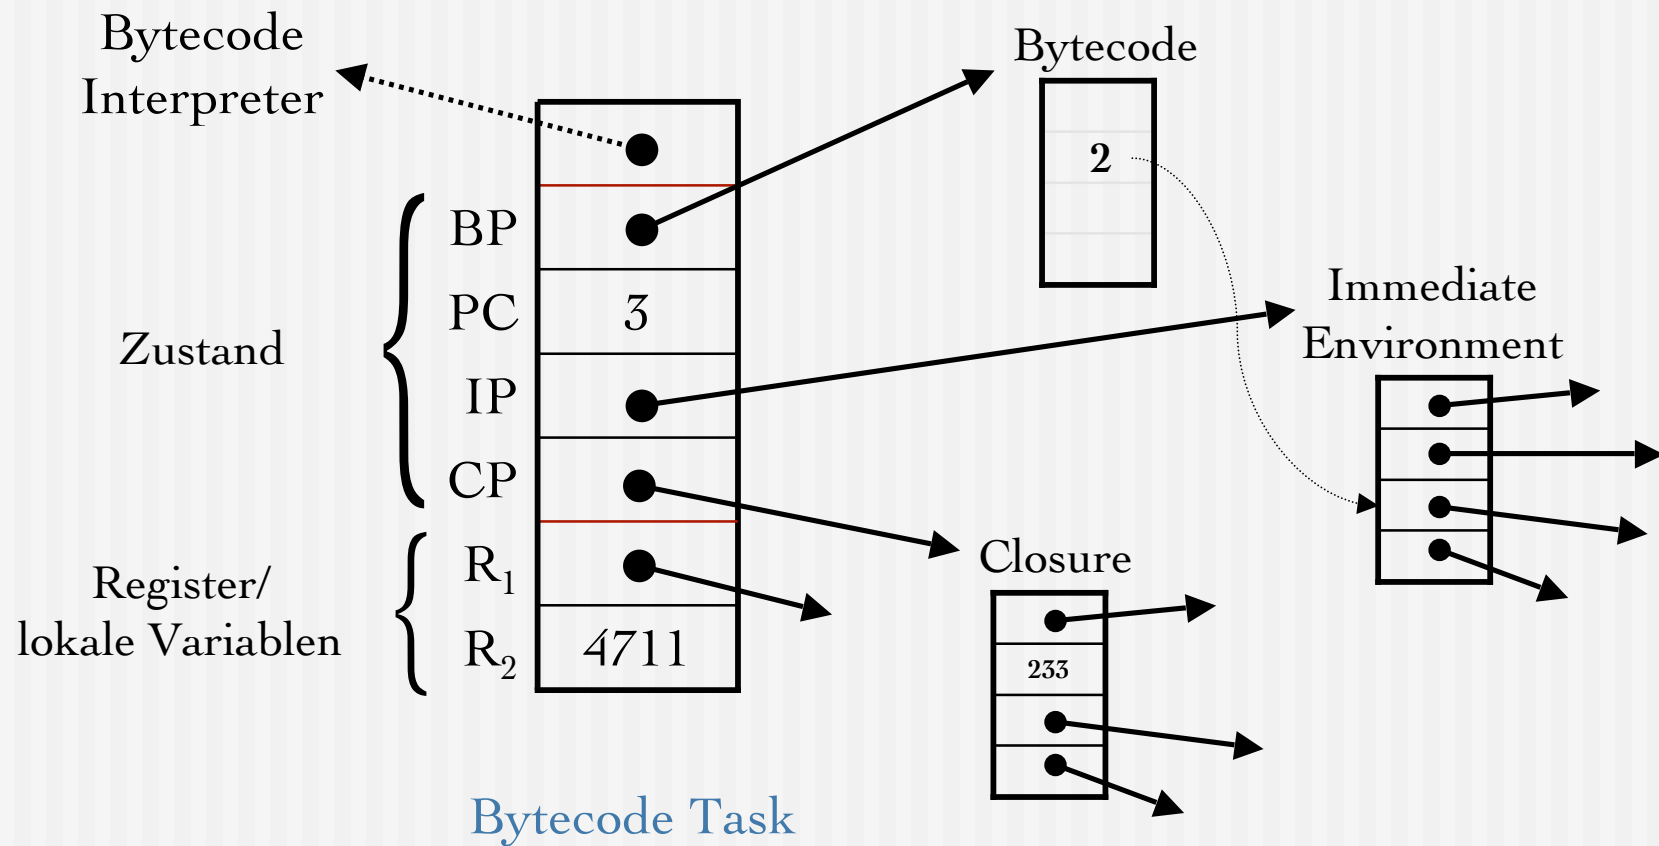 Bytecode
Interpreter
Bytecode
2
BP
PC
3
IP
CP
Zustand
Immediate
Environment
R1
R2
4711
Register/
lokale Variablen
Closure
233
Bytecode Task